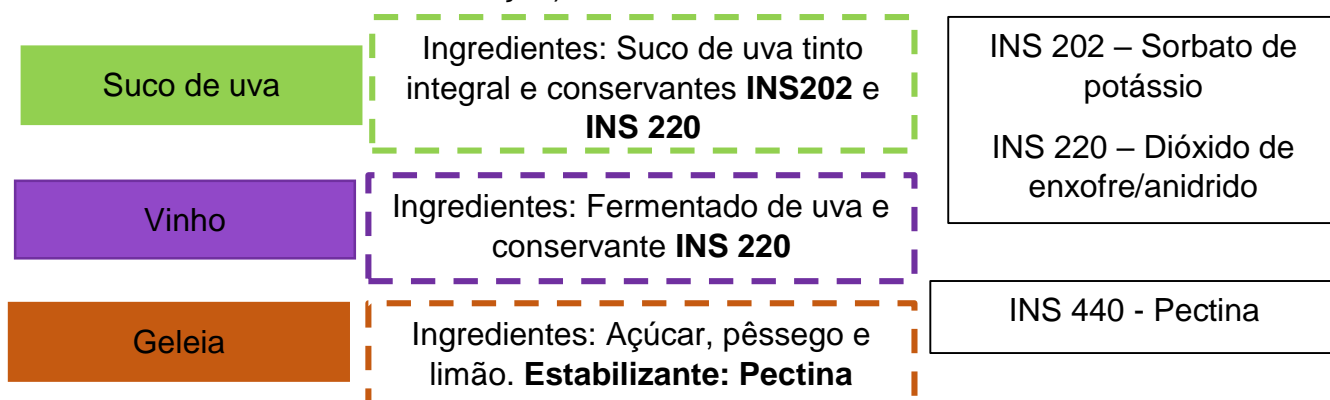 Suco de uva
Ingredientes: Suco de uva tinto
integral e conservantes INS202 e
INS 220
INS 202 – Sorbato de
potássio
INS 220 – Dióxido de
enxofre/anidrido
Vinho
Ingredientes: Fermentado de uva e
conservante INS 220
Geleia
Ingredientes: Açúcar, pêssego e
limão. Estabilizante: Pectina
INS 440 - Pectina